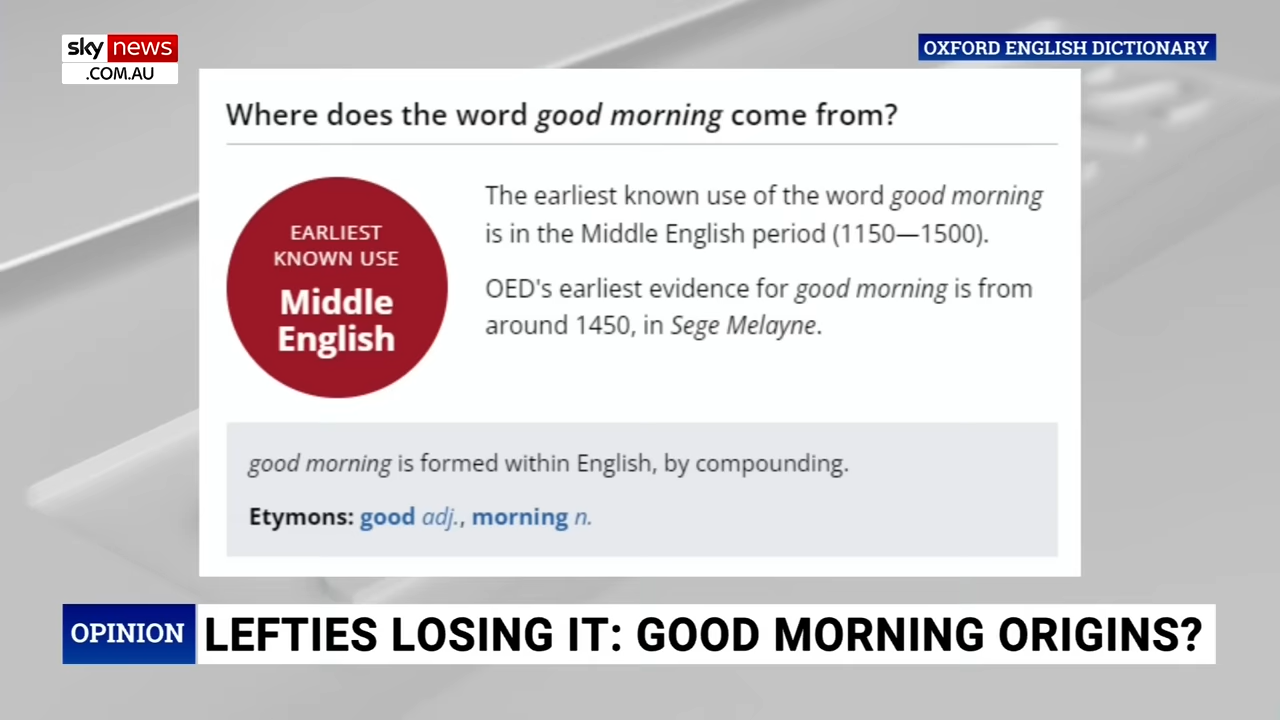 sky news
.COM.AU
OXFORD ENGLISH DICTIONARY
Where does the word good morning come from?
EARLIEST
KNOWN USE
Middle
English
The earliest known use of the word good morning
is in the Middle English period (1150—1500).
OED's earliest evidence for good morning is from
around 1450, in Sege Melayne.
good morning is formed within English, by compounding.
Etymons: good adj., morning n.
OPINION
LEFTIES LOSING IT: GOOD MORNING ORIGINS?